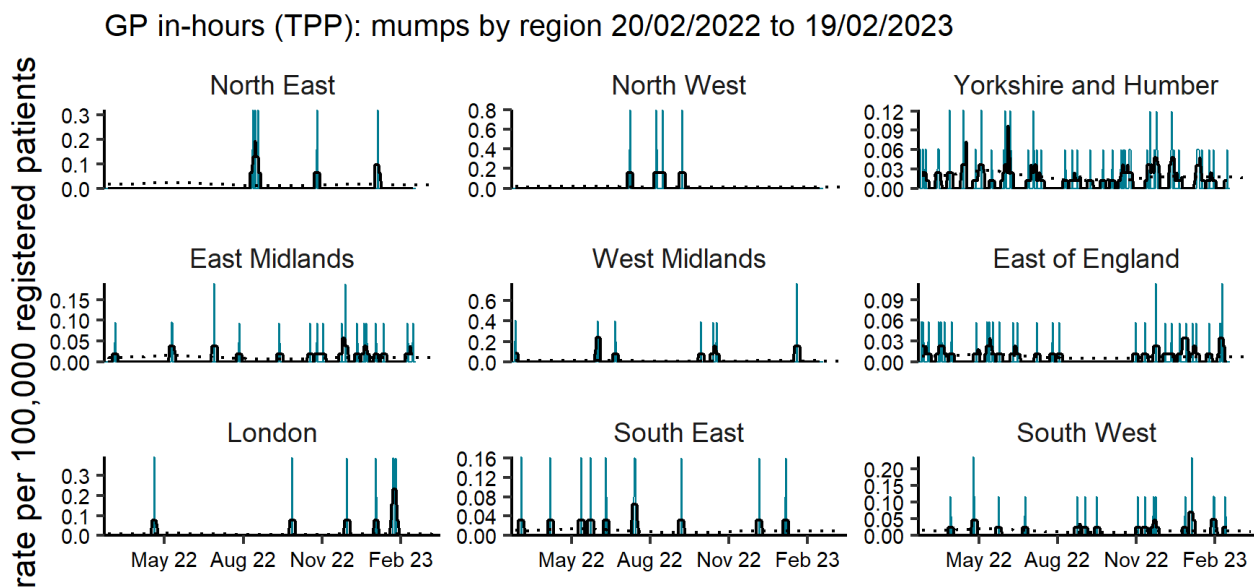 GP in-hours (TPP): mumps by region 20/02/2022 to 19/02/2023
rate per 100,000 registered patients
North East
0.3
0.2
0.1
0.0
North West
0.8
0.6
0.4
0.2
0.0
Yorkshire and Humber
0.12
0.09
0.06
0.03
0.00
East Midlands
0.15
0.10
0.05
0.00
West Midlands
0.6
0.4
0.2
0.0
East of England
0.09
0.06
0.03
0.00
London
0.3
0.2
0.1
0.0
May 22 Aug 22 Nov 22 Feb 23
South East
0.16
0.12
0.08
0.04
0.00
May 22 Aug 22 Nov 22 Feb 23
South West
0.20
0.15
0.10
0.05
0.00
May 22 Aug 22 Nov 22 Feb 23